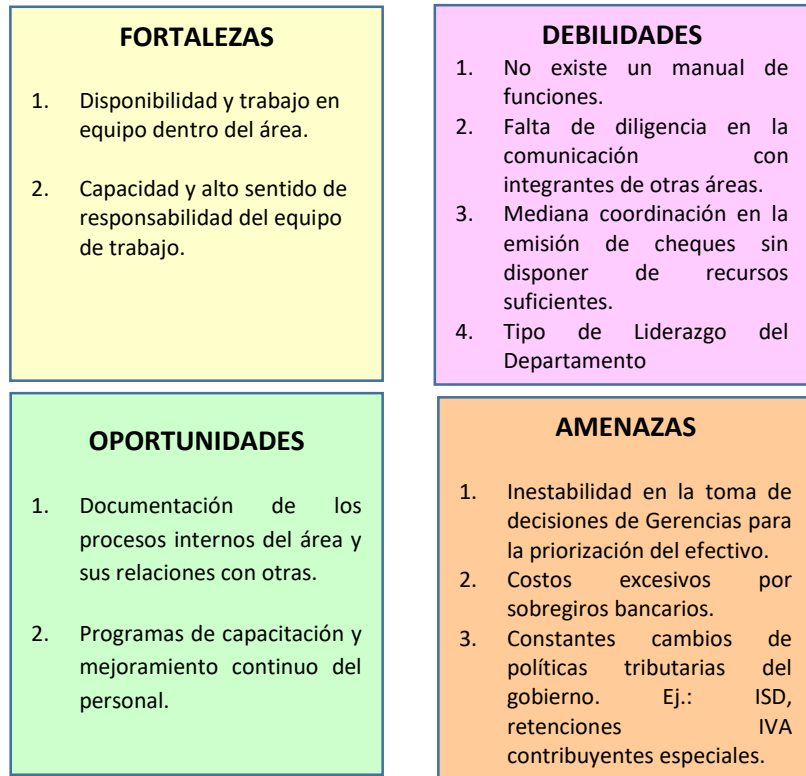 FORTALEZAS
1. Disponibilidad y trabajo en
equipo dentro del área.
2. Capacidad y alto sentido de
responsabilidad del equipo
de trabajo.
DEBILIDADES
1. No existe un manual de
funciones.
2. Falta de diligencia en la
comunicación con
integrantes de otras áreas.
3. Mediana coordinación en la
emisión de cheques sin
disponer de recursos
suficientes.
4. Tipo de Liderazgo del
Departamento
OPORTUNIDADES
1. Documentación de los
procesos internos del área y
sus relaciones con otras.
2. Programas de capacitación y
mejoramiento continuo del
personal.
AMENAZAS
1. Inestabilidad en la toma de
decisiones de Gerencias para
la priorización del efectivo.
2. Costos excesivos por
sobregiros bancarios.
3. Constantes cambios de
políticas tributarias del
gobierno. Ej.: ISD,
retenciones IVA
contribuyentes especiales.